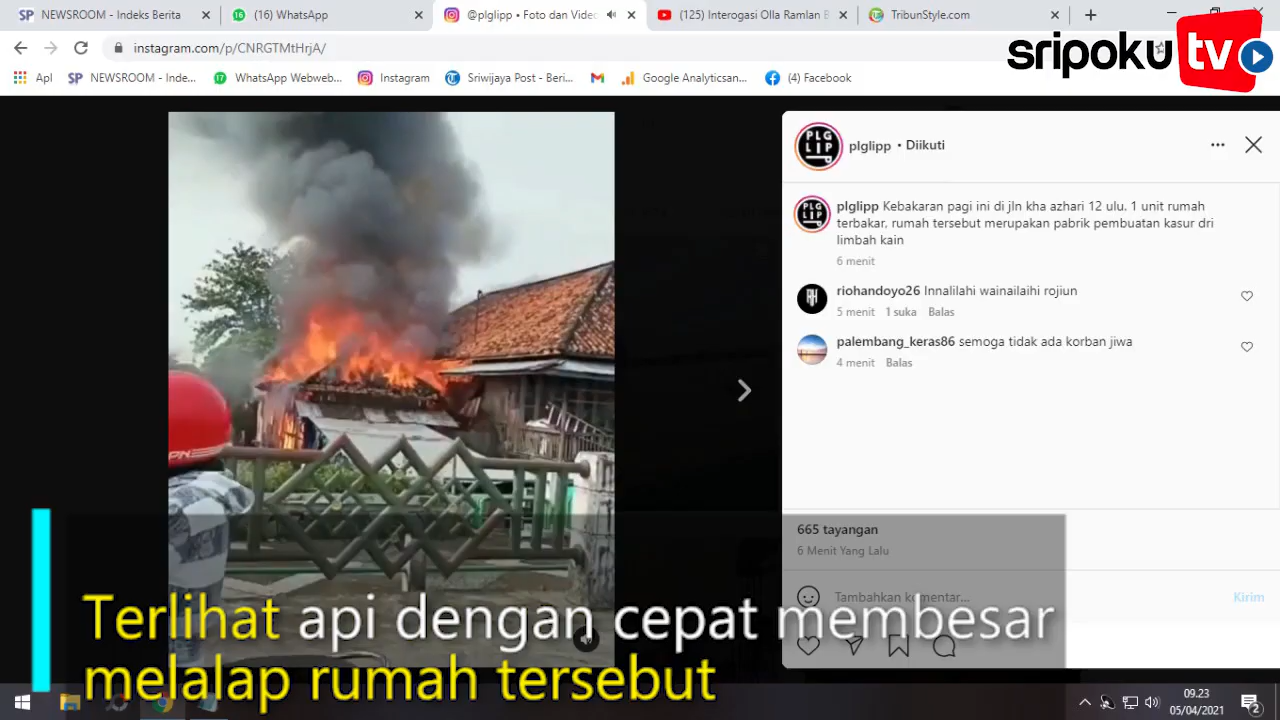 NEWSROOM - Indeks Berita
(16) WhatsApp
@plglipp • Foto dan Video
(125) Interogasi Olla Ramlan B
TribunStyle.com
instagram.com/p/CNRGTMtHrjA/
sripoku tv
Apl
NEWSROOM - Inde...
WhatsApp Webweb...
Instagram
Sriwijaya Post - Beri...
Google Analyticsan...
(4) Facebook
PLG LIP
plglipp • Diikuti
plglipp Kebakaran pagi ini di jln kha azhari 12 ulu. 1 unit rumah
terbakar, rumah tersebut merupakan pabrik pembuatan kasur dri
limbah kain
6 menit
riohandoyo26 Innalilahi wainailaihi rojiun
5 menit 1 suka Balas
palembang_keras86 semoga tidak ada korban jiwa
4 menit Balas
665 tayangan
6 Menit Yang Lalu
Tambahkan komentar...
Kirim
Terlihat api dengan cepat membesar
melalap rumah tersebut
09.23
05/04/2021
2